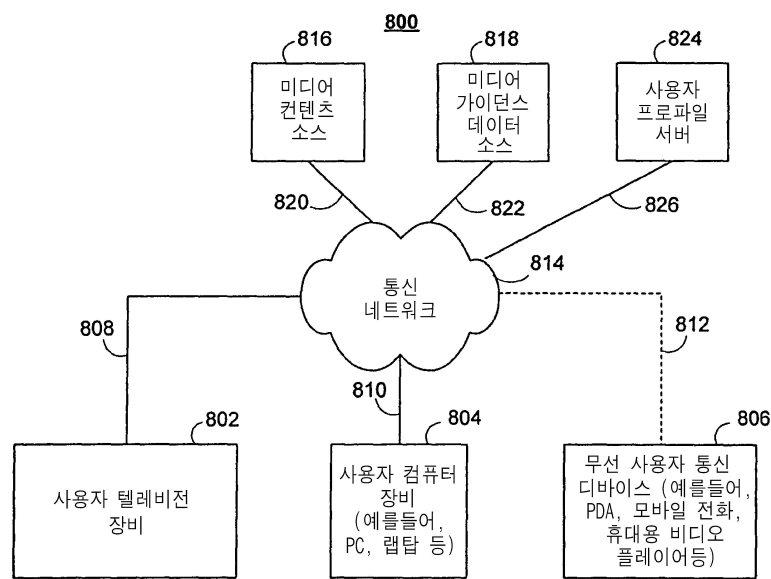 800
816
818
824
미디어
컨텐츠
소스
미디어
가이던스
데이터
소스
사용자
프로파일
서버
820
822
826
814
통신
네트워크
808
812
810
802
804
806
사용자 텔레비전
장비
사용자 컴퓨터
장비
(예를들어,
PC, 랩탑 등)
무선 사용자 통신
디바이스 (예를들어,
PDA, 모바일 전화,
휴대용 비디오
플레이어등)